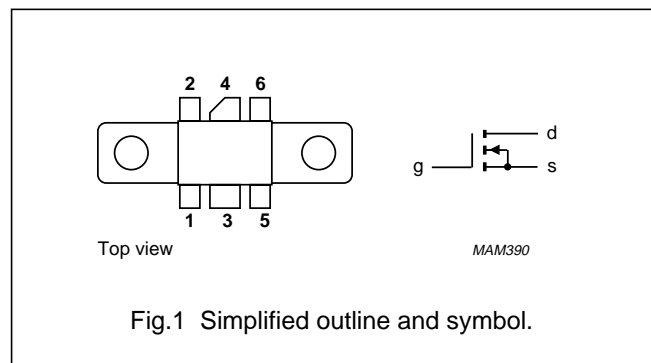 2 4 6
d
g s
1 3 5
Top view MAM390
Fig.1 Simplified outline and symbol.